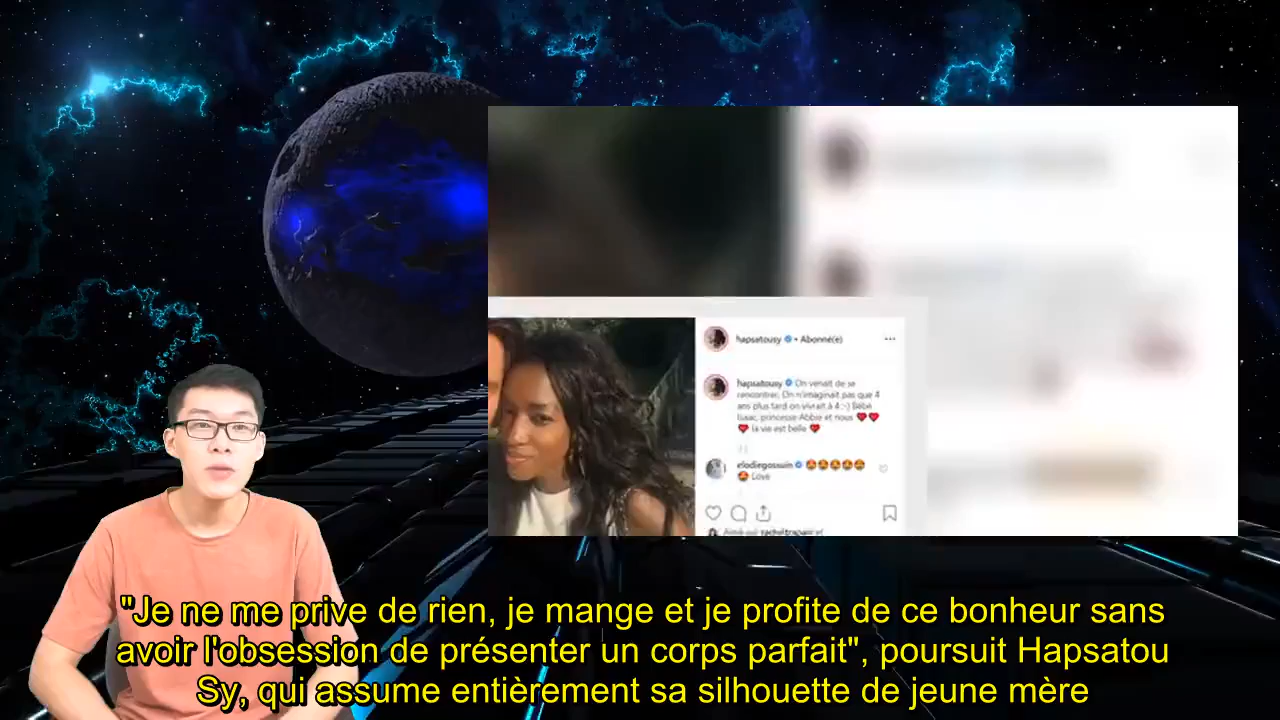 hapsatousy • Abonné(e)
hapsatousy On venait de se
rencontrer. On n'imaginait pas que 4
ans plus tard on vivrait à 4 :-) Bébé
Isaac, princesse Abbie et nous ❤❤
❤ la vie est belle ❤
elodiegossuin 🤩🤩🤩🤩🤩
🤩 Love
Aimé par
"Je ne me prive de rien, je mange et je profite de ce bonheur sans
avoir l'obsession de présenter un corps parfait", poursuit Hapsatou
Sy, qui assume entièrement sa silhouette de jeune mère